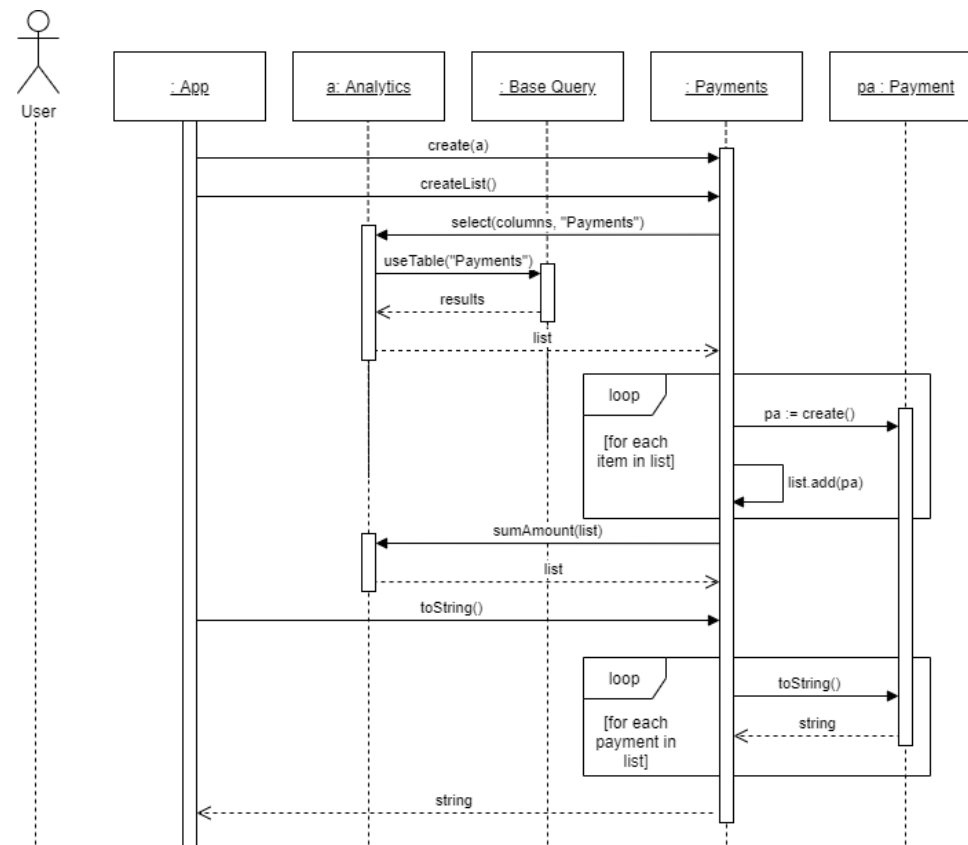 : App
a: Analytics
: Base Query
: Payments
pa : Payment
User
create(a)
createList()
select(columns, "Payments")
useTable("Payments")
results
list
loop
pa := create()
[for each
item in list]
list.add(pa)
sumAmount(list)
list
toString()
loop
toString()
[for each
payment in
list]
string
string